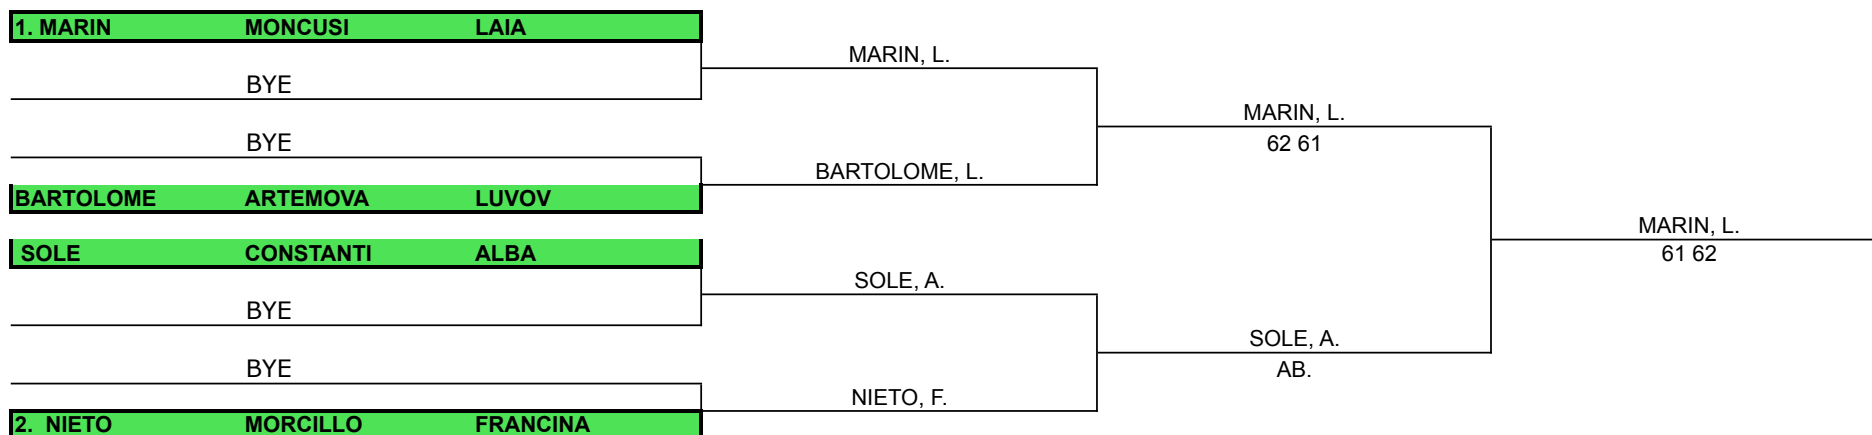 1. MARIN MONCUSI LAIA
MARIN, L.
BYE
MARIN, L.
62 61
BYE
BARTOLOME, L.
BARTOLOME ARTEMOVA LUVOV
MARIN, L.
61 62
SOLE CONSTANTI ALBA
SOLE, A.
BYE
SOLE, A.
AB.
BYE
NIETO, F.
2. NIETO MORCILLO FRANCINA